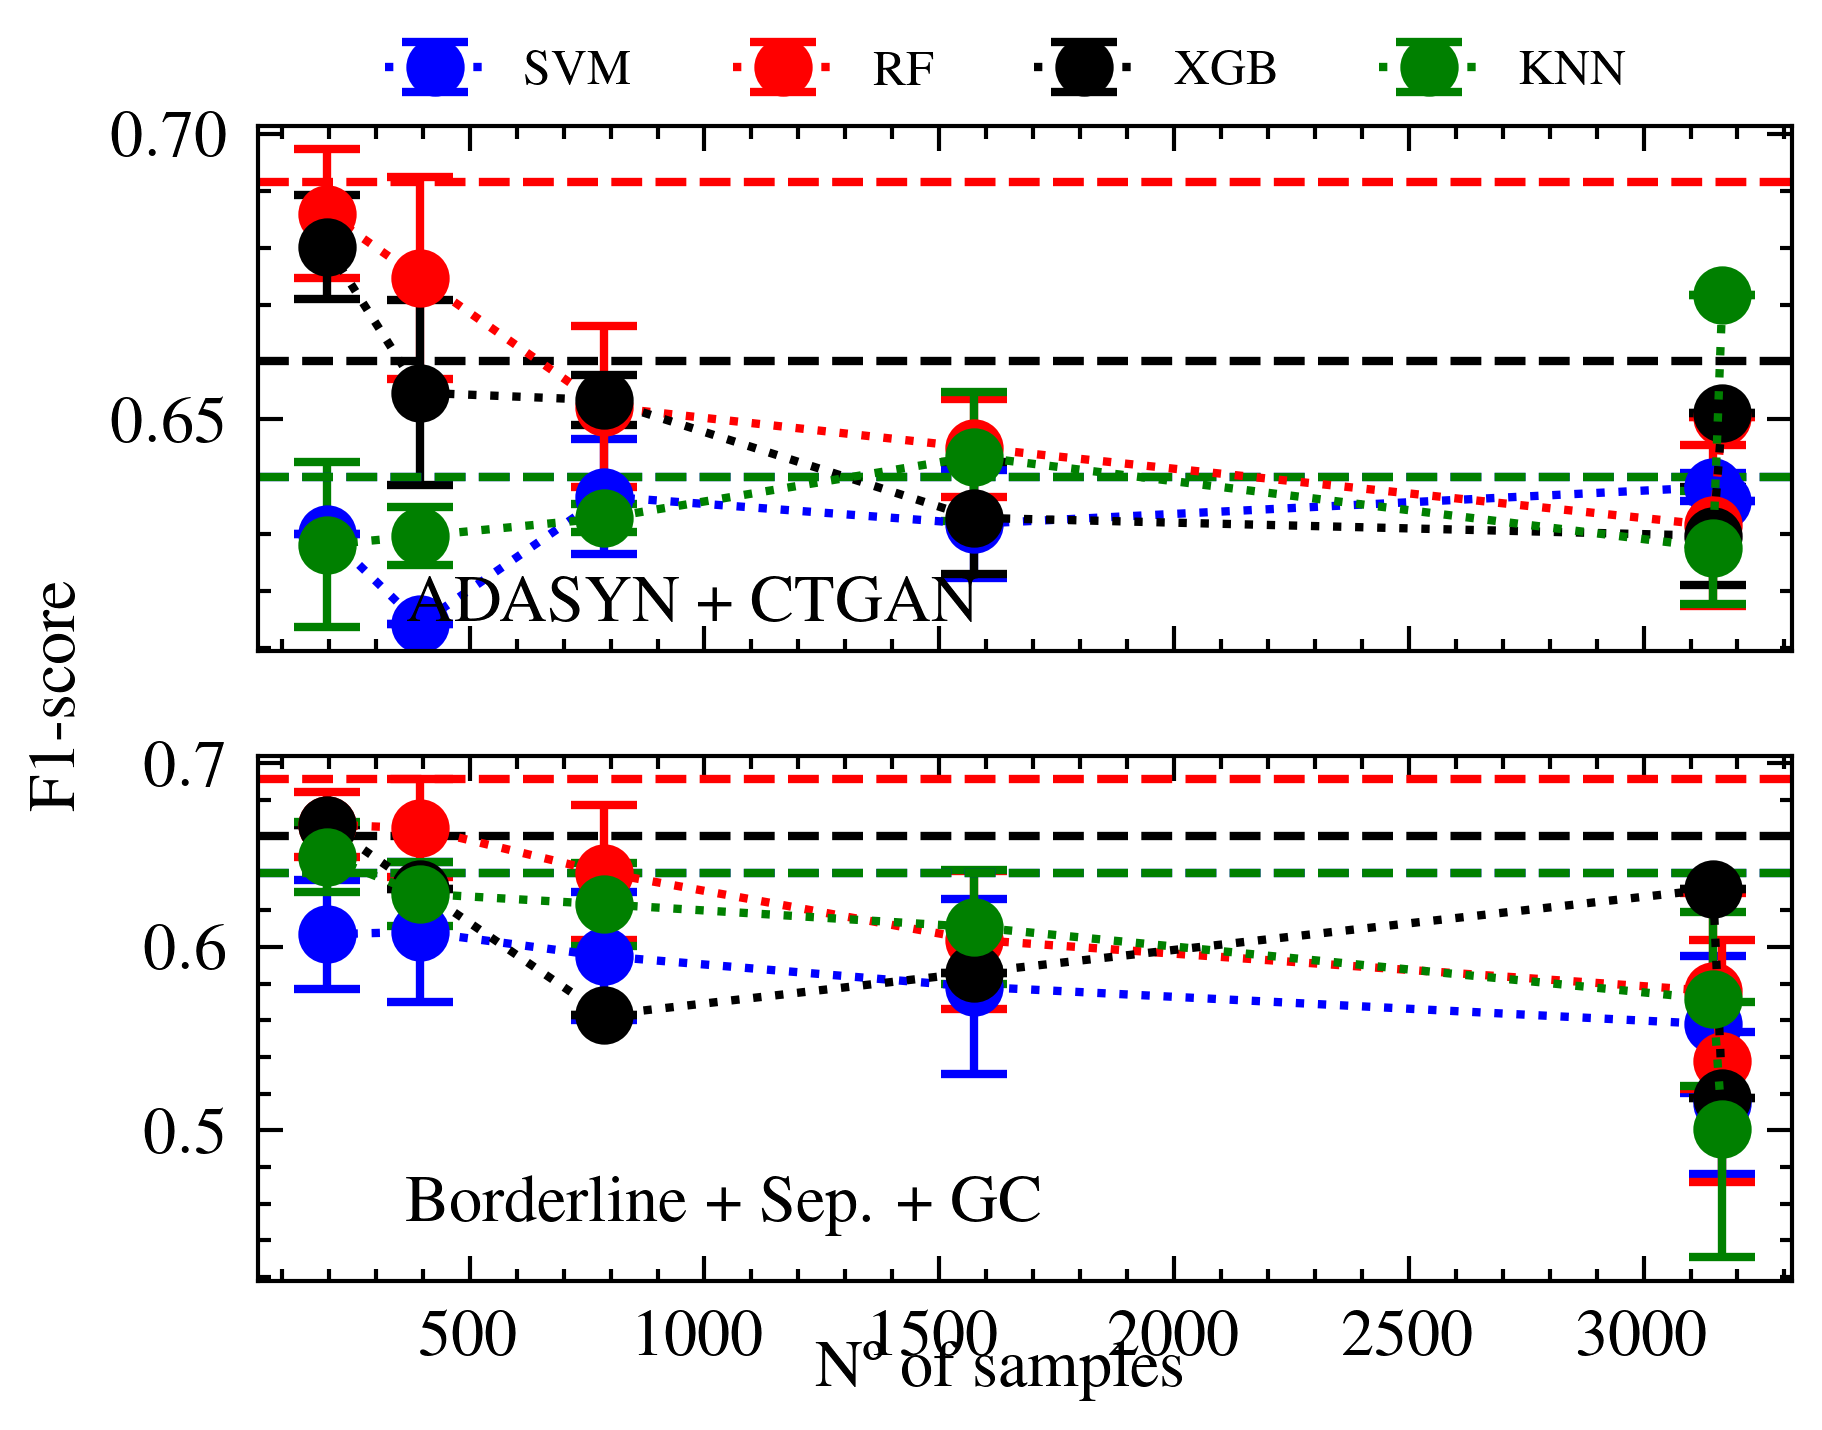 SVM RF XGB KNN
0.70
0.65
ADASYN + CTGAN
F1-score
0.7
0.6
0.5
Borderline + Sep. + GC
500 1000 1500 2000 2500 3000
Nº of samples